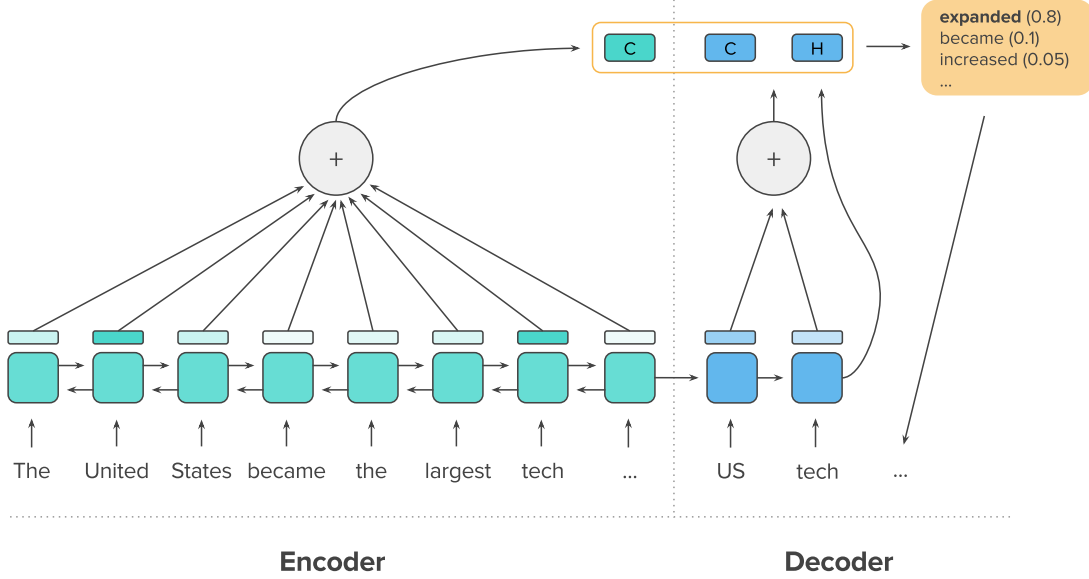 C
C
H
expanded (0.8)
became (0.1)
increased (0.05)
...
+
+
The United States became the largest tech ... US tech ...
Encoder
Decoder